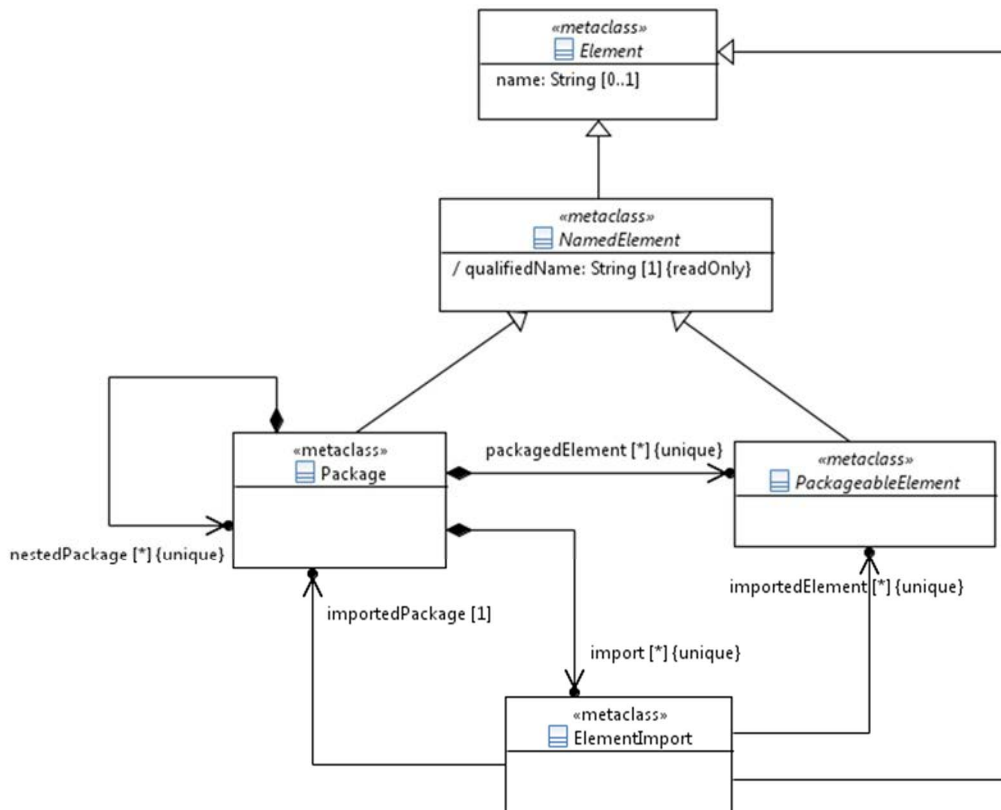 «metaclass»
Element
name: String [0..1]
«metaclass»
NamedElement
/ qualifiedName: String [1] {readOnly}
«metaclass»
Package
packagedElement [*] {unique}
«metaclass»
PackageableElement
nestedPackage [*] {unique}
importedPackage [1]
importedElement [*] {unique}
import [*] {unique}
«metaclass»
ElementImport